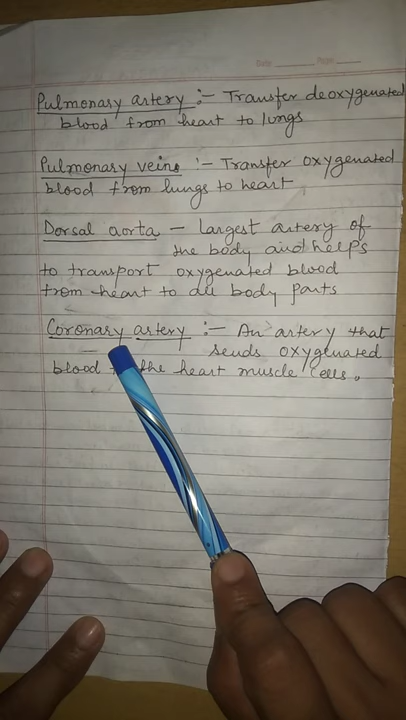 Date Page
Pulmonary artery :- Transfer deoxygenated
blood from heart to lungs
Pulmonary veins :- Transfer oxygenated
blood from lungs to heart
Dorsal aorta - Largest artery of
the body and helps
to transport oxygenated blood
from heart to all body parts
Coronary artery :- An artery that
sends oxygenated
blood the heart muscle cells.